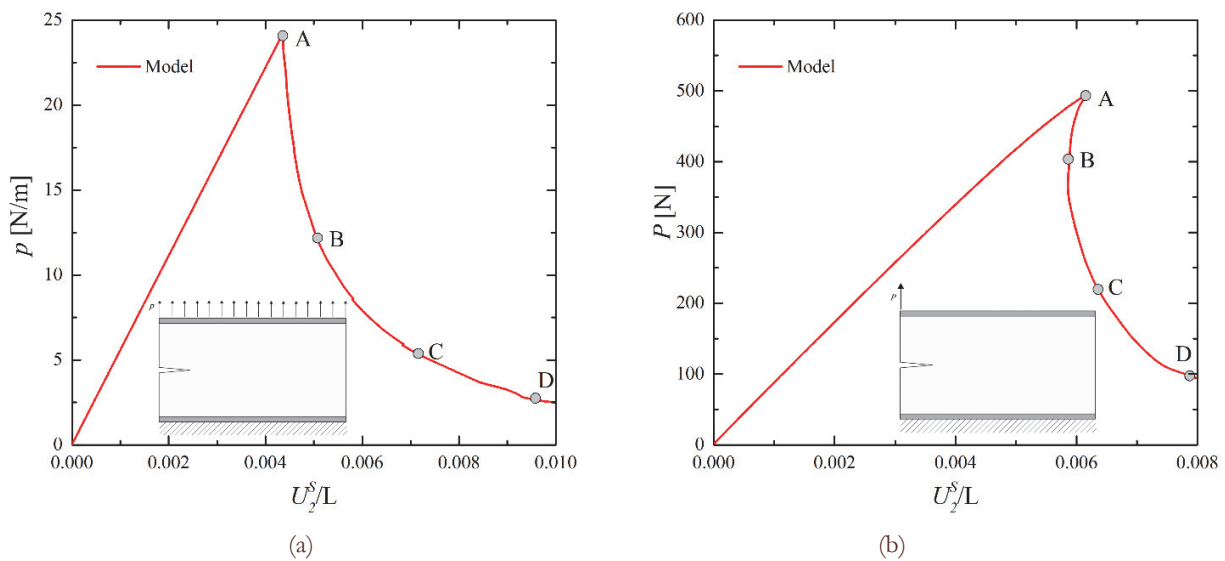 25
20
15
10
5
0
p [N/m]
Model
A
B
C
D
p
0.000 0.002 0.004 0.006 0.008 0.010
U₂ˢ/L
(a)
600
500
400
300
200
100
0
P [N]
Model
A
B
C
D
P
0.000 0.002 0.004 0.006 0.008
U₂ˢ/L
(b)